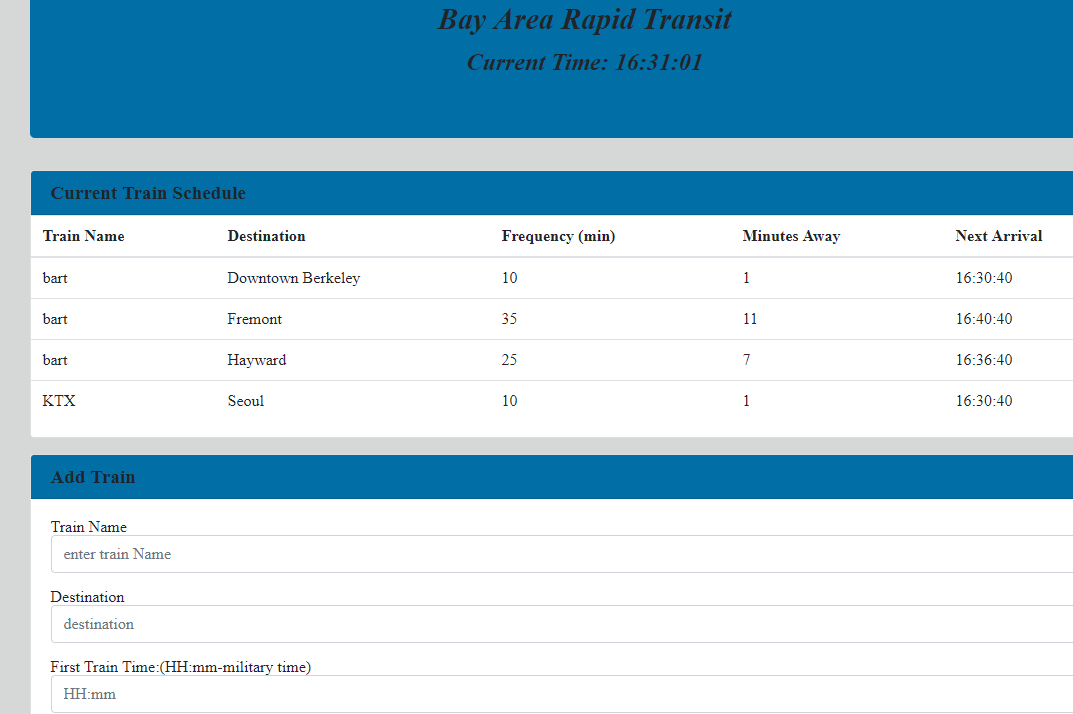 Bay Area Rapid Transit
Current Time: 16:31:01
Current Train Schedule
Train Name Destination Frequency (min) Minutes Away Next Arrival
bart Downtown Berkeley 10 1 16:30:40
bart Fremont 35 11 16:40:40
bart Hayward 25 7 16:36:40
KTX Seoul 10 1 16:30:40
Add Train
Train Name
enter train Name
Destination
destination
First Train Time:(HH:mm-military time)
HH:mm